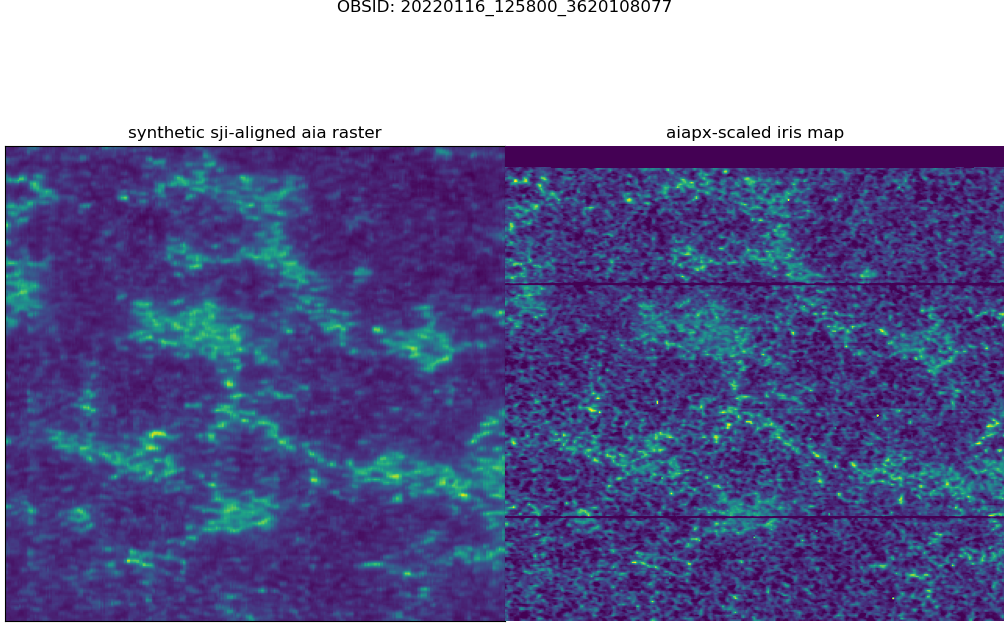 OBSID: 20220116_125800_3620108077
synthetic sji-aligned aia raster
aiapx-scaled iris map